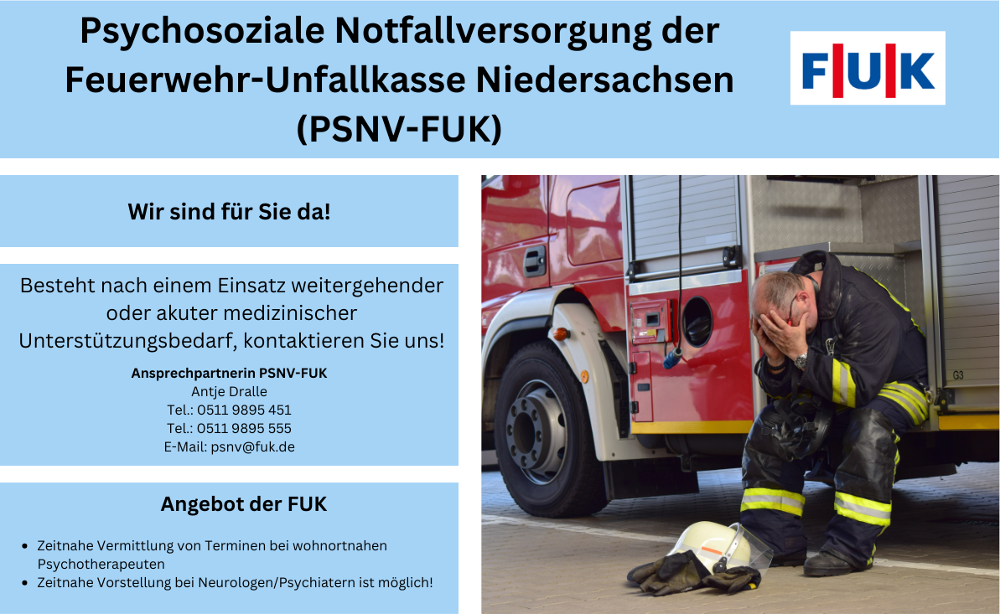 Psychosoziale Notfallversorgung der
Feuerwehr-Unfallkasse Niedersachsen
(PSNV-FUK)
F|U|K
Wir sind für Sie da!
Besteht nach einem Einsatz weitergehender
oder akuter medizinischer
Unterstützungsbedarf, kontaktieren Sie uns!
Ansprechpartnerin PSNV-FUK
Antje Dralle
Tel.: 0511 9895 451
Tel.: 0511 9895 555
E-Mail: psnv@fuk.de
G3
Angebot der FUK
• Zeitnahe Vermittlung von Terminen bei wohnortnahen
Psychotherapeuten
• Zeitnahe Vorstellung bei Neurologen/Psychiatern ist möglich!